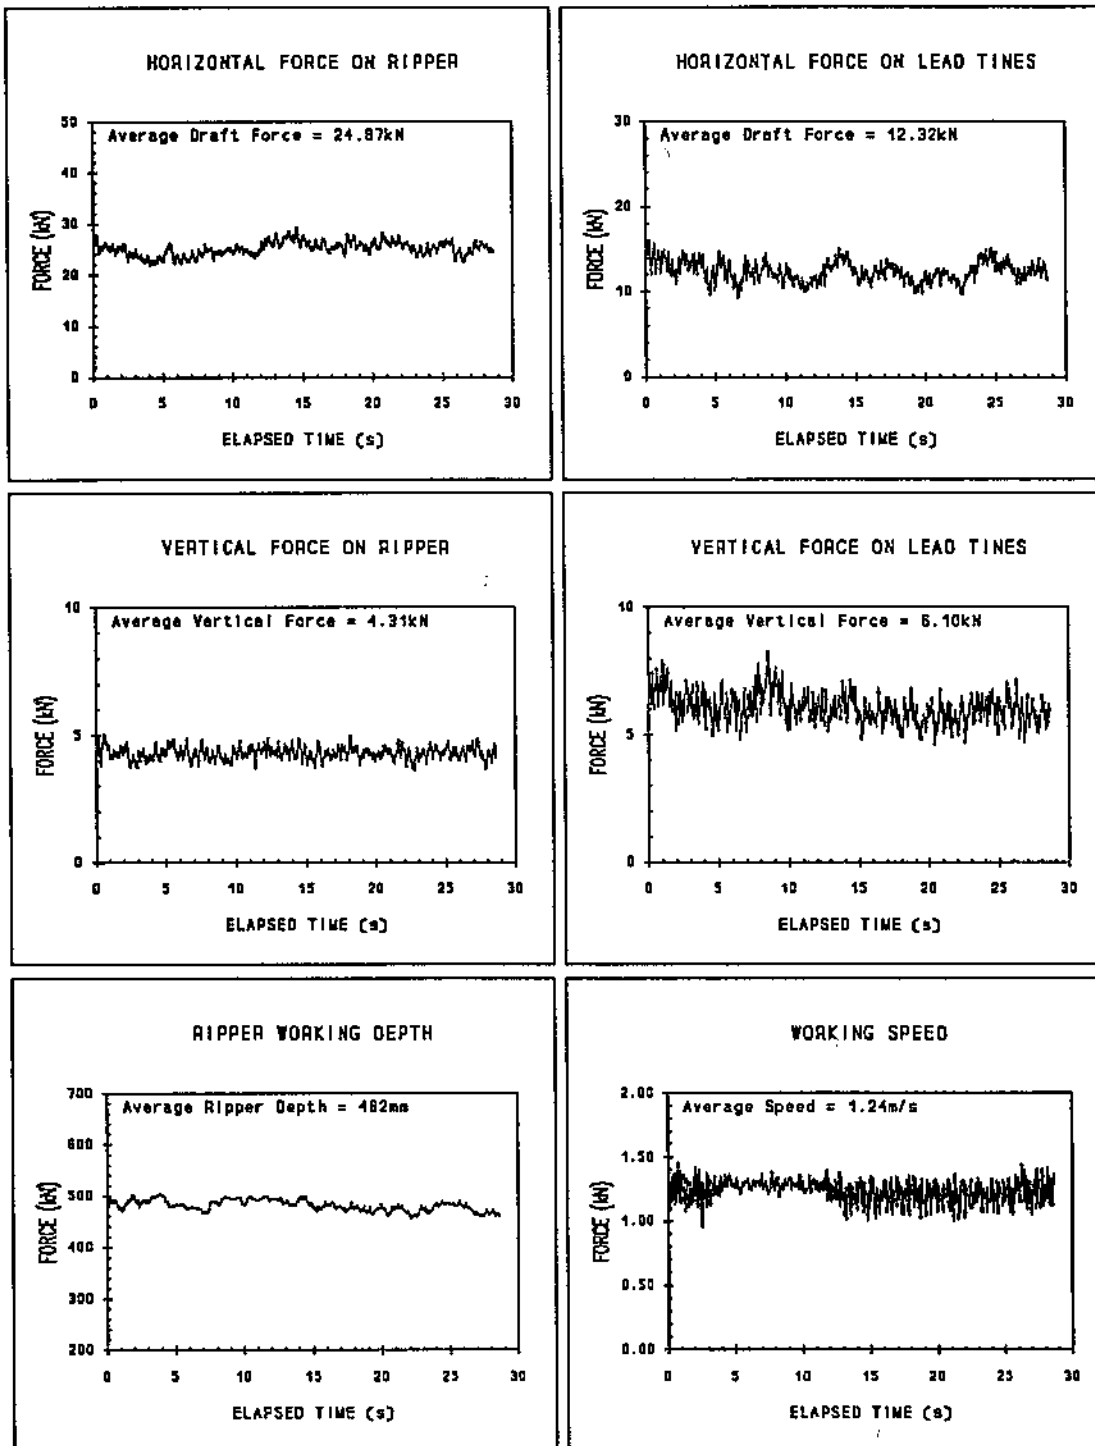 HORIZONTAL FORCE ON RIPPER
Average Draft Force = 24.87kN
50
40
30
20
10
0
FORCE (kN)
0 5 10 15 20 25 30
ELAPSED TIME (s)
HORIZONTAL FORCE ON LEAD TINES
Average Draft Force = 12.32kN
30
20
10
0
FORCE (kN)
0 5 10 15 20 25 30
ELAPSED TIME (s)
VERTICAL FORCE ON RIPPER
Average Vertical Force = 4.31kN
10
5
0
FORCE (kN)
0 5 10 15 20 25 30
ELAPSED TIME (s)
VERTICAL FORCE ON LEAD TINES
Average Vertical Force = 6.10kN
10
5
0
FORCE (kN)
0 5 10 15 20 25 30
ELAPSED TIME (s)
RIPPER WORKING DEPTH
Average Ripper Depth = 482mm
700
600
500
400
300
200
FORCE (kN)
0 5 10 15 20 25 30
ELAPSED TIME (s)
WORKING SPEED
Average Speed = 1.24m/s
2.00
1.50
1.00
0.50
0.00
FORCE (kN)
0 5 10 15 20 25 30
ELAPSED TIME (s)